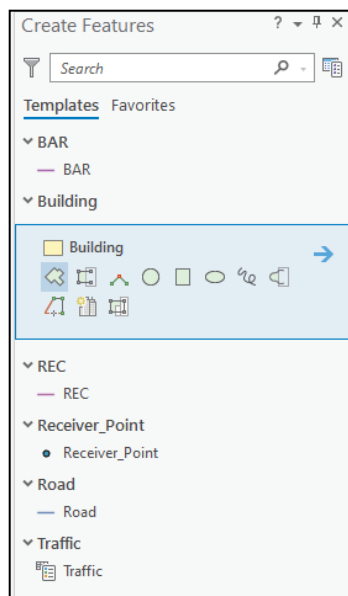 Create Features ?
Search
Templates Favorites
BAR
BAR
Building
Building
REC
REC
Receiver_Point
Receiver_Point
Road
Road
Traffic
Traffic